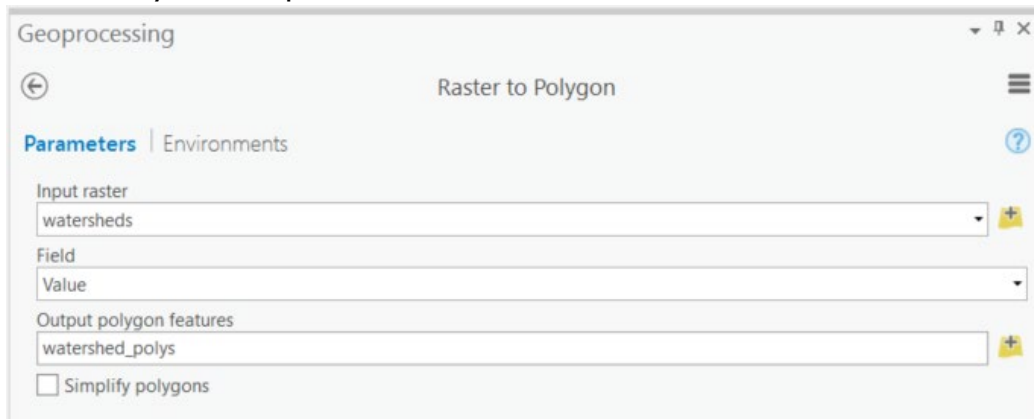 Geoprocessing
Raster to Polygon
Parameters | Environments
Input raster
watersheds
Field
Value
Output polygon features
watershed_polys
Simplify polygons